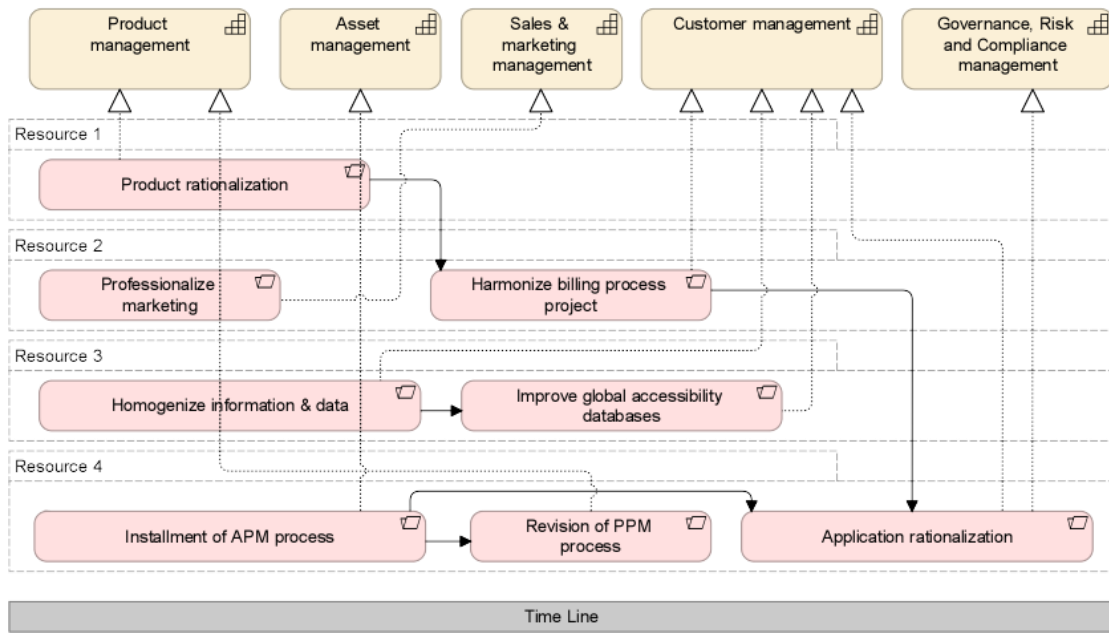 Product
management
Asset
management
Sales &
marketing
management
Customer management
Governance, Risk
and Compliance
management
Resource 1
Product rationalization
Resource 2
Professionalize
marketing
Harmonize billing process
project
Resource 3
Homogenize information & data
Improve global accessibility
databases
Resource 4
Installment of APM process
Revision of PPM
process
Application rationalization
Time Line